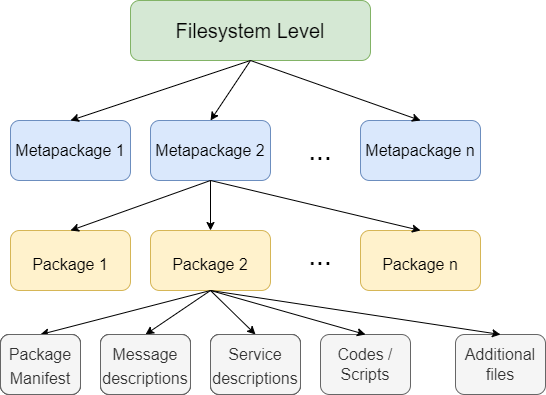 Filesystem Level
Metapackage 1
Metapackage 2
...
Metapackage n
Package 1
Package 2
...
Package n
Package
Manifest
Message
descriptions
Service
descriptions
Codes /
Scripts
Additional
files